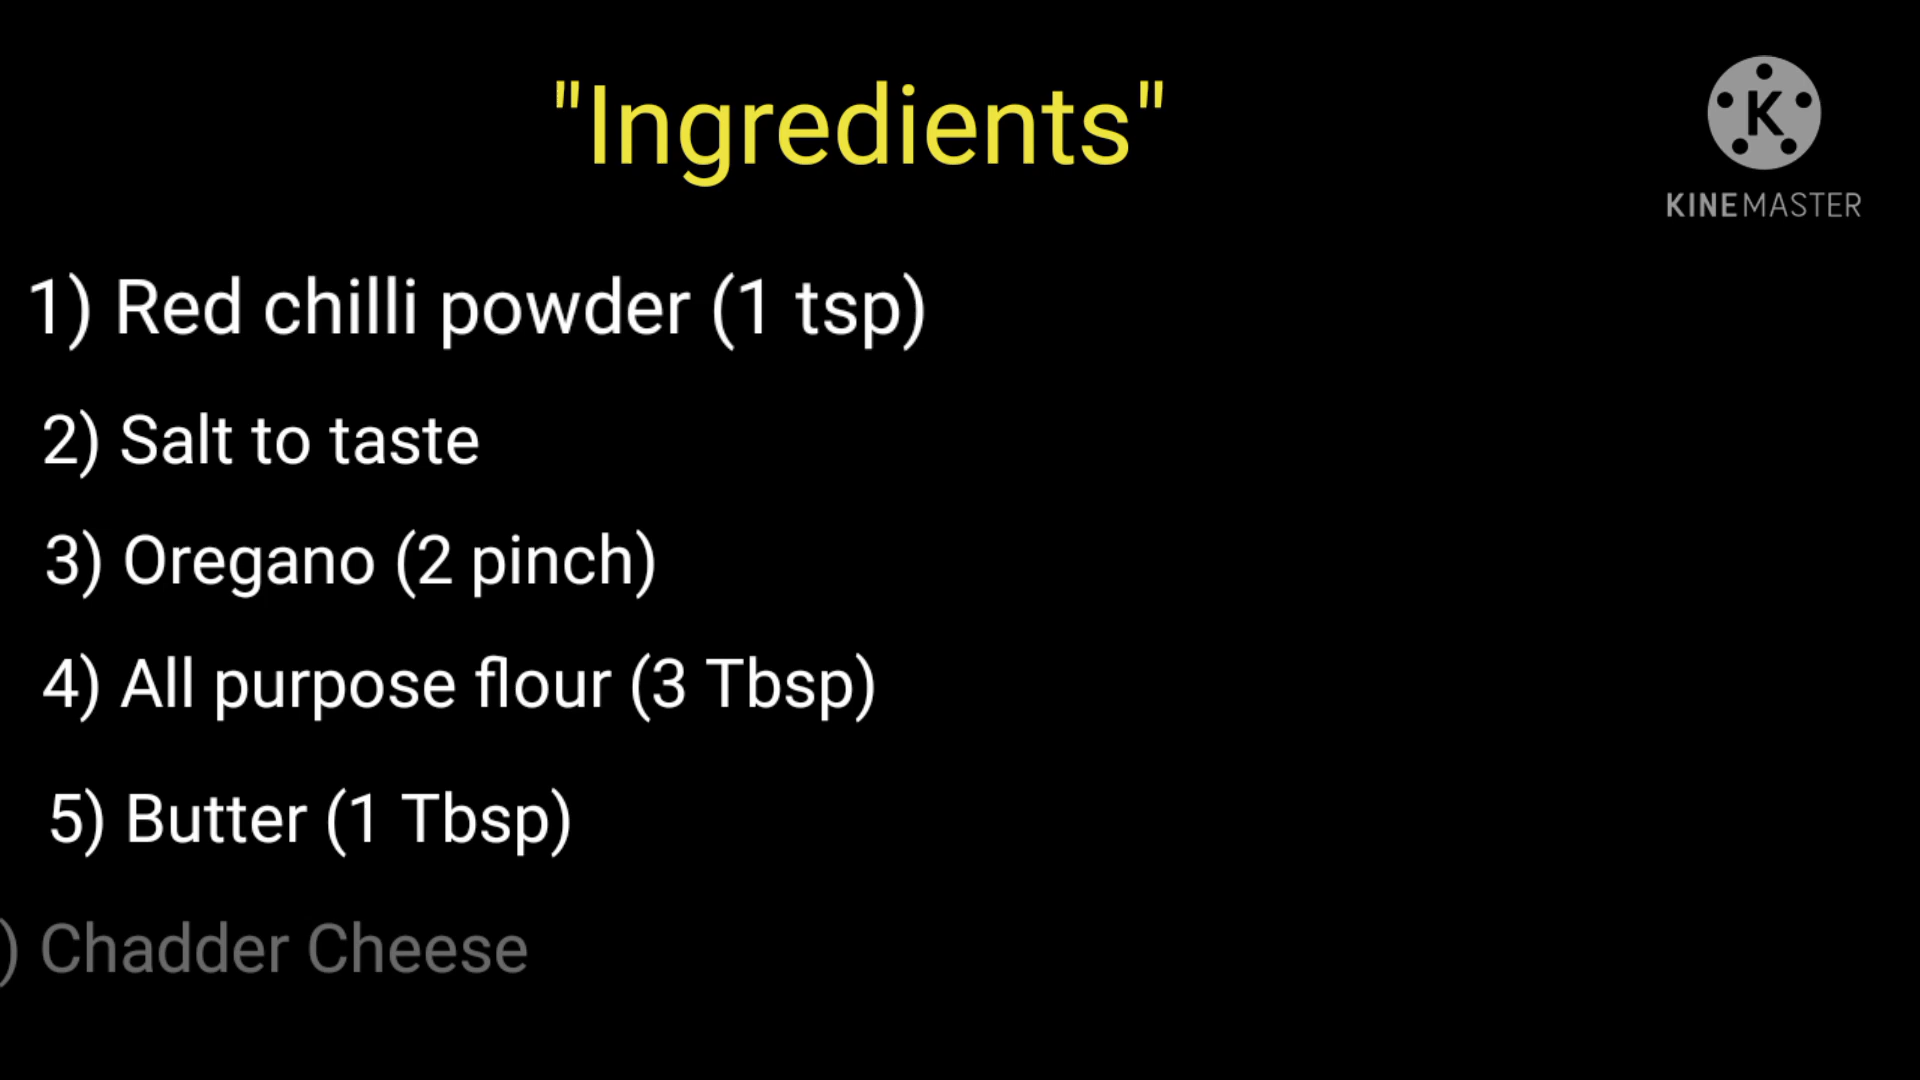 "Ingredients"
K
KINEMASTER
1) Red chilli powder (1 tsp)
2) Salt to taste
3) Oregano (2 pinch)
4) All purpose flour (3 Tbsp)
5) Butter (1 Tbsp)
) Chadder Cheese